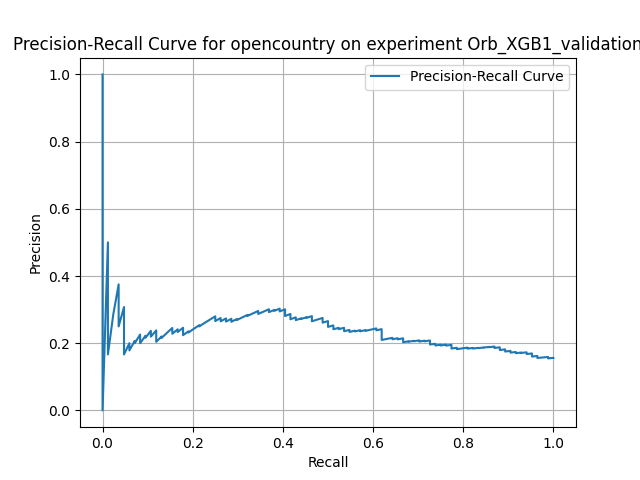 Precision-Recall Curve for opencountry on experiment Orb_XGB1_validation
Precision-Recall Curve
1.0
0.8
0.6
0.4
0.2
0.0
Precision
0.0 0.2 0.4 0.6 0.8 1.0
Recall